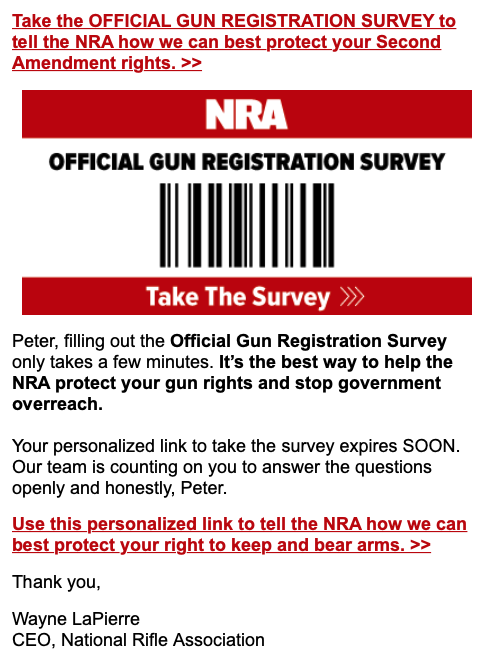 Take the OFFICIAL GUN REGISTRATION SURVEY to
tell the NRA how we can best protect your Second
Amendment rights. >>
NRA
OFFICIAL GUN REGISTRATION SURVEY
Take The Survey >>>
Peter, filling out the Official Gun Registration Survey
only takes a few minutes. It’s the best way to help the
NRA protect your gun rights and stop government
overreach.
Your personalized link to take the survey expires SOON.
Our team is counting on you to answer the questions
openly and honestly, Peter.
Use this personalized link to tell the NRA how we can
best protect your right to keep and bear arms. >>
Thank you,
Wayne LaPierre
CEO, National Rifle Association